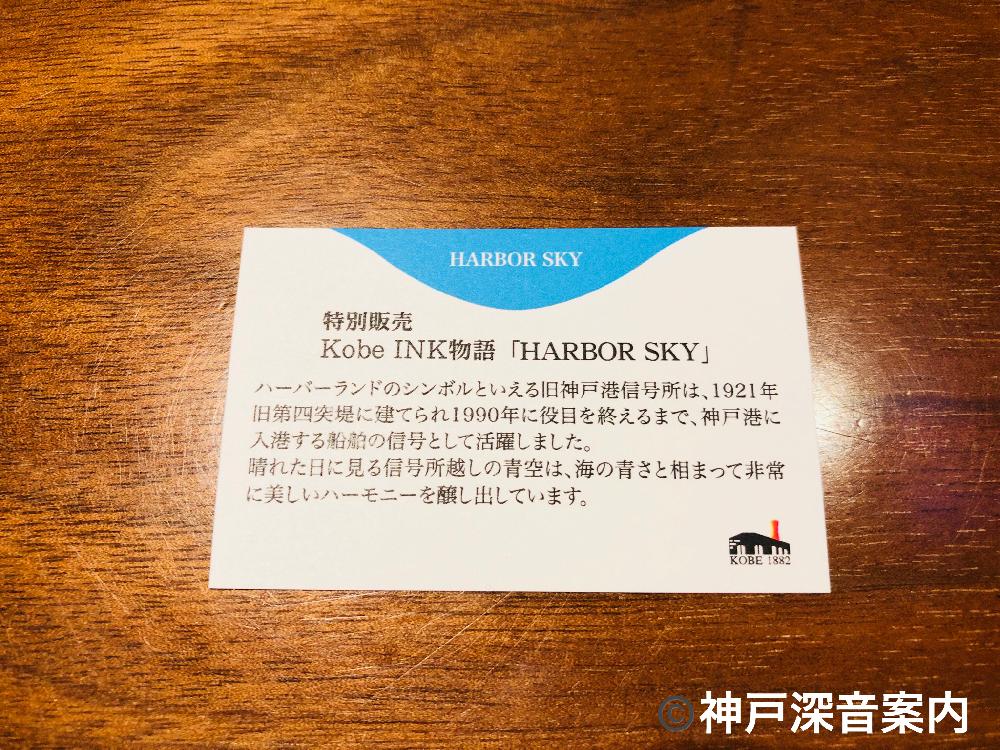 HARBOR SKY
特別販売
Kobe INK物語「HARBOR SKY」
ハーバーランドのシンボルといえる旧神戸港信号所は、1921年
旧第四突堤に建てられ1990年に役目を終えるまで、神戸港に
入港する船舶の信号として活躍しました。
晴れた日に見る信号所越しの青空は、海の青さと相まって非常
に美しいハーモニーを醸し出しています。
KOBE 1882
©神戸深音案内